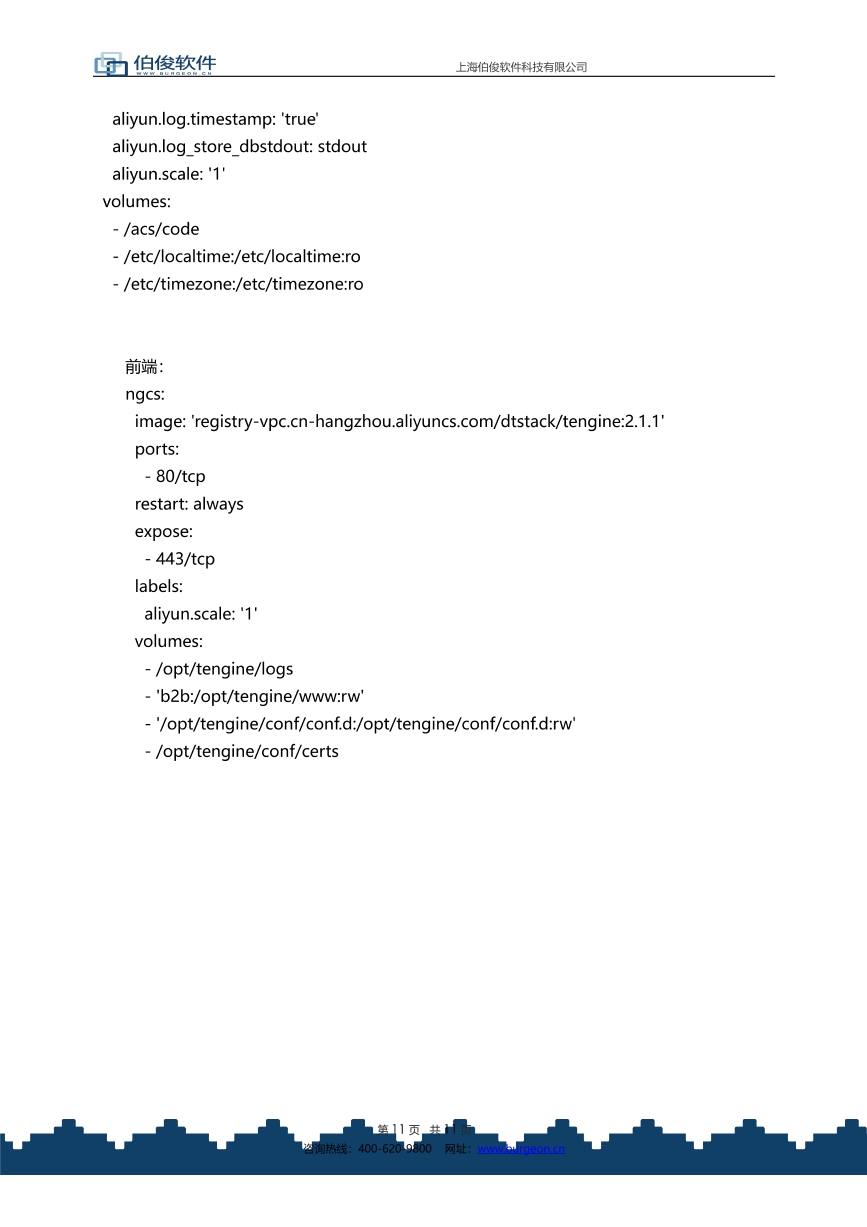 伯俊软件
WWW.BURGEON.CN
上海伯俊软件科技有限公司
aliyun.log.timestamp: 'true'
aliyun.log_store_dbstdout: stdout
aliyun.scale: '1'
volumes:
- /acs/code
- /etc/localtime:/etc/localtime:ro
- /etc/timezone:/etc/timezone:ro
前端：
ngcs:
image: 'registry-vpc.cn-hangzhou.aliyuncs.com/dtstack/tengine:2.1.1'
ports:
- 80/tcp
restart: always
expose:
- 443/tcp
labels:
aliyun.scale: '1'
volumes:
- /opt/tengine/logs
- 'b2b:/opt/tengine/www:rw'
- '/opt/tengine/conf/conf.d:/opt/tengine/conf/conf.d:rw'
- /opt/tengine/conf/certs
第 11 页 共 11 页
咨询热线：400-620-9800 网址：www.burgeon.cn